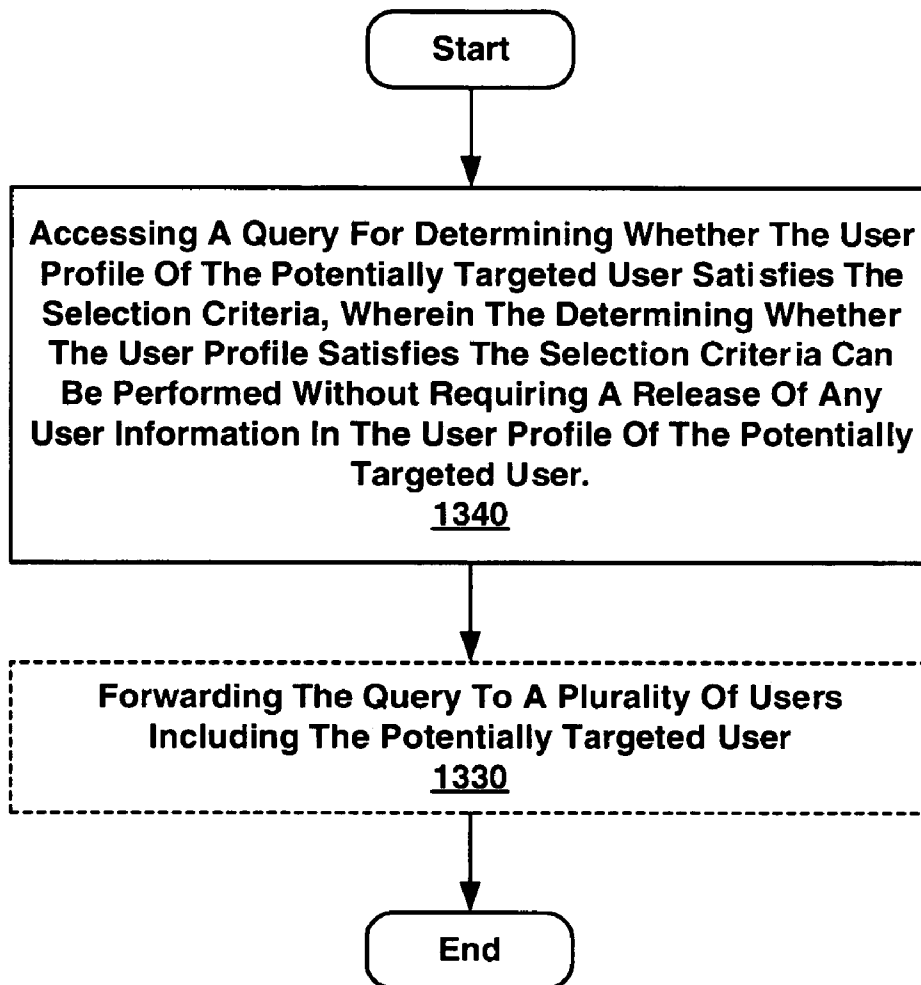 Start
Accessing A Query For Determining Whether The User
Profile Of The Potentially Targeted User Satisfies The
Selection Criteria, Wherein The Determining Whether
The User Profile Satisfies The Selection Criteria Can
Be Performed Without Requiring A Release Of Any
User Information In The User Profile Of The Potentially
Targeted User.
1340
Forwarding The Query To A Plurality Of Users
Including The Potentially Targeted User
1330
End